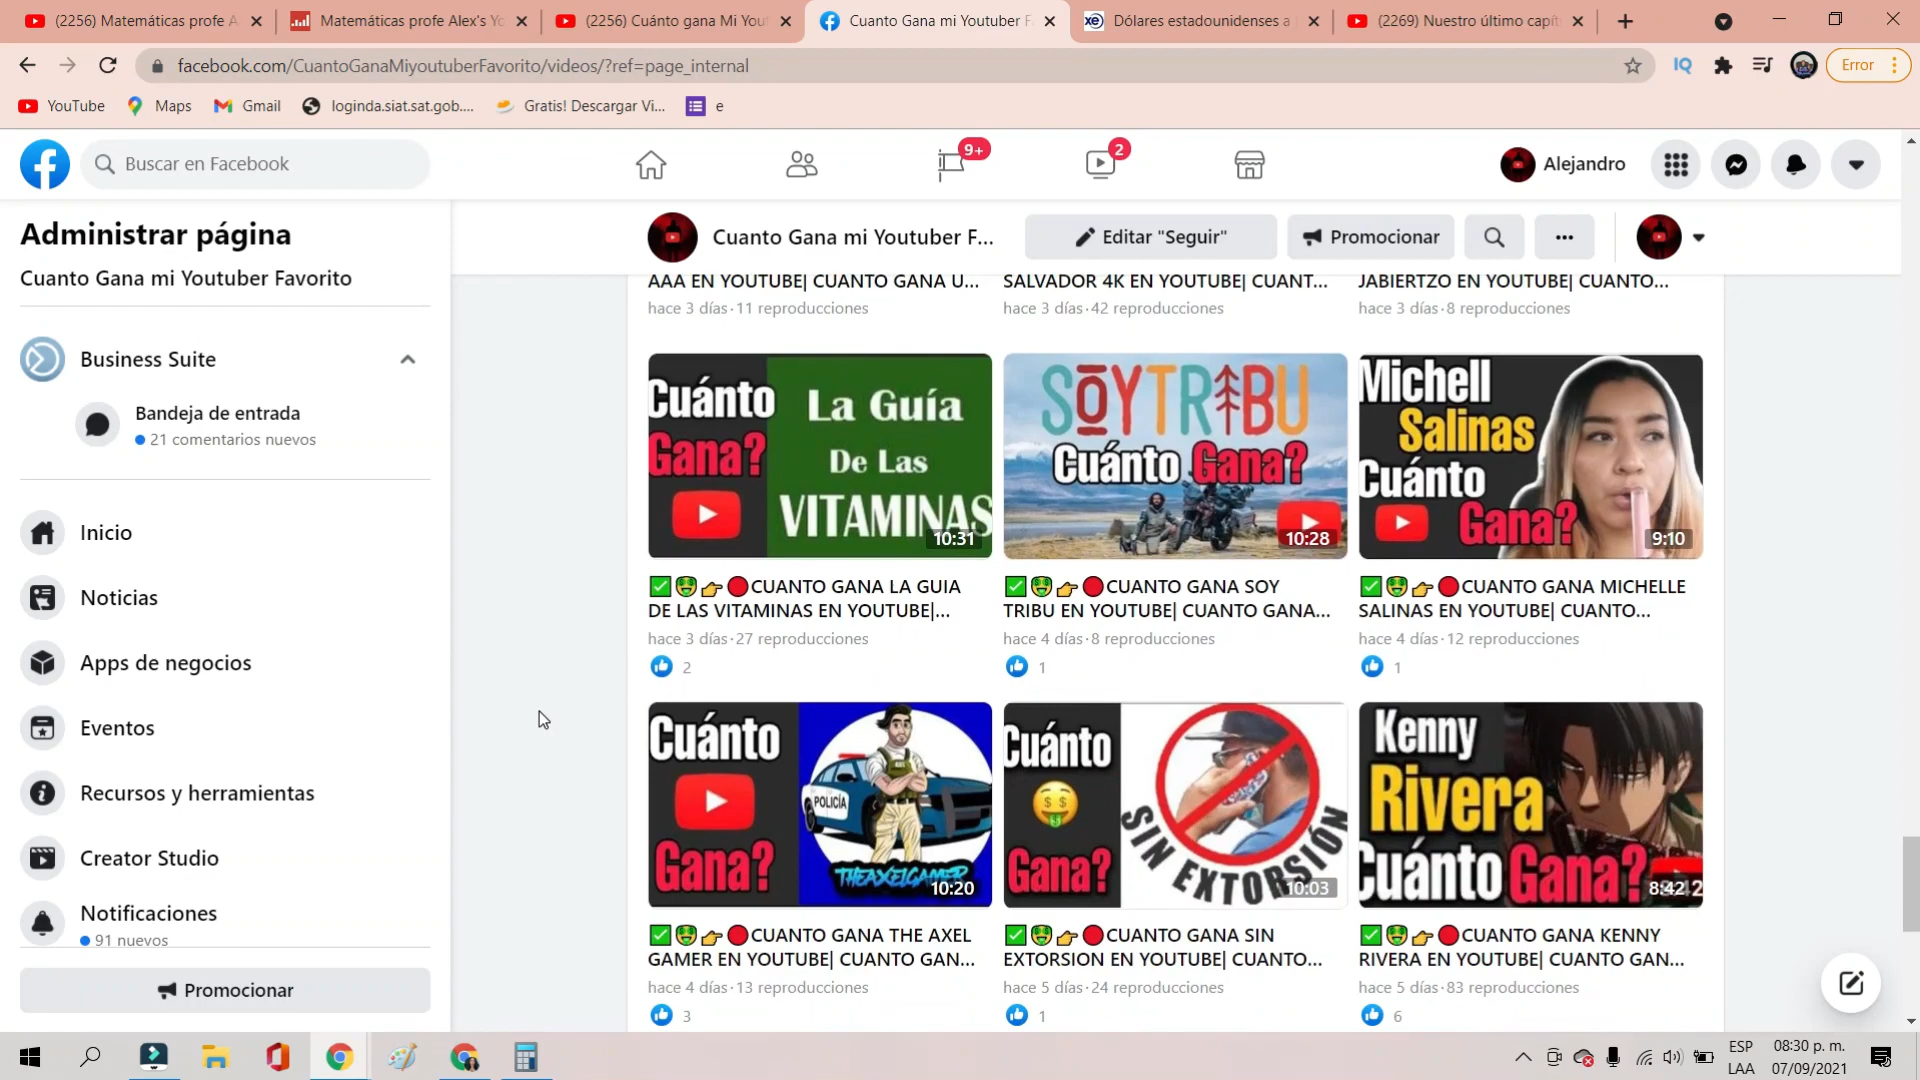 (2256) Matemáticas profe A
Matemáticas profe Alex's Yo
(2256) Cuánto gana Mi Yout
Cuanto Gana mi Youtuber F
xe Dólares estadounidenses a
(2269) Nuestro último capít
facebook.com/CuantoGanaMiyoutuberFavorito/videos/?ref=page_internal
IQ
Error
YouTube
Maps
Gmail
loginda.siat.sat.gob....
Gratis! Descargar Vi...
e
Buscar en Facebook
9+
2
Alejandro
Administrar página
Cuanto Gana mi Youtuber Favorito
Business Suite
Bandeja de entrada
21 comentarios nuevos
Inicio
Noticias
Apps de negocios
Eventos
Recursos y herramientas
Creator Studio
Notificaciones
91 nuevos
Promocionar
Cuanto Gana mi Youtuber F...
Editar "Seguir"
Promocionar
AAA EN YOUTUBE| CUANTO GANA U...
hace 3 días·11 reproducciones
SALVADOR 4K EN YOUTUBE| CUANT...
hace 3 días·42 reproducciones
JABIERTZO EN YOUTUBE| CUANTO...
hace 3 días·8 reproducciones
Cuánto
Gana?
La Guía
De Las
VITAMINAS
10:31
SOYTRIBU
Cuánto Gana?
10:28
Michell
Salinas
Cuánto
Gana?
9:10
✅🤑👉🔴CUANTO GANA LA GUIA
DE LAS VITAMINAS EN YOUTUBE|...
hace 3 días·27 reproducciones
2
✅🤑👉🔴CUANTO GANA SOY
TRIBU EN YOUTUBE| CUANTO GANA...
hace 4 días·8 reproducciones
1
✅🤑👉🔴CUANTO GANA MICHELLE
SALINAS EN YOUTUBE| CUANTO...
hace 4 días·12 reproducciones
1
Cuánto
Gana?
POLICÍA
THEAXELGAMER
10:20
Cuánto
Gana?
SIN EXTORSIÓN
10:03
Kenny
Rivera
Cuánto Gana?
8:42
✅🤑👉🔴CUANTO GANA THE AXEL
GAMER EN YOUTUBE| CUANTO GAN...
hace 4 días·13 reproducciones
3
✅🤑👉🔴CUANTO GANA SIN
EXTORSION EN YOUTUBE| CUANTO...
hace 5 días·24 reproducciones
1
✅🤑👉🔴CUANTO GANA KENNY
RIVERA EN YOUTUBE| CUANTO GAN...
hace 5 días·83 reproducciones
6
ESP
LAA
08:30 p. m.
07/09/2021